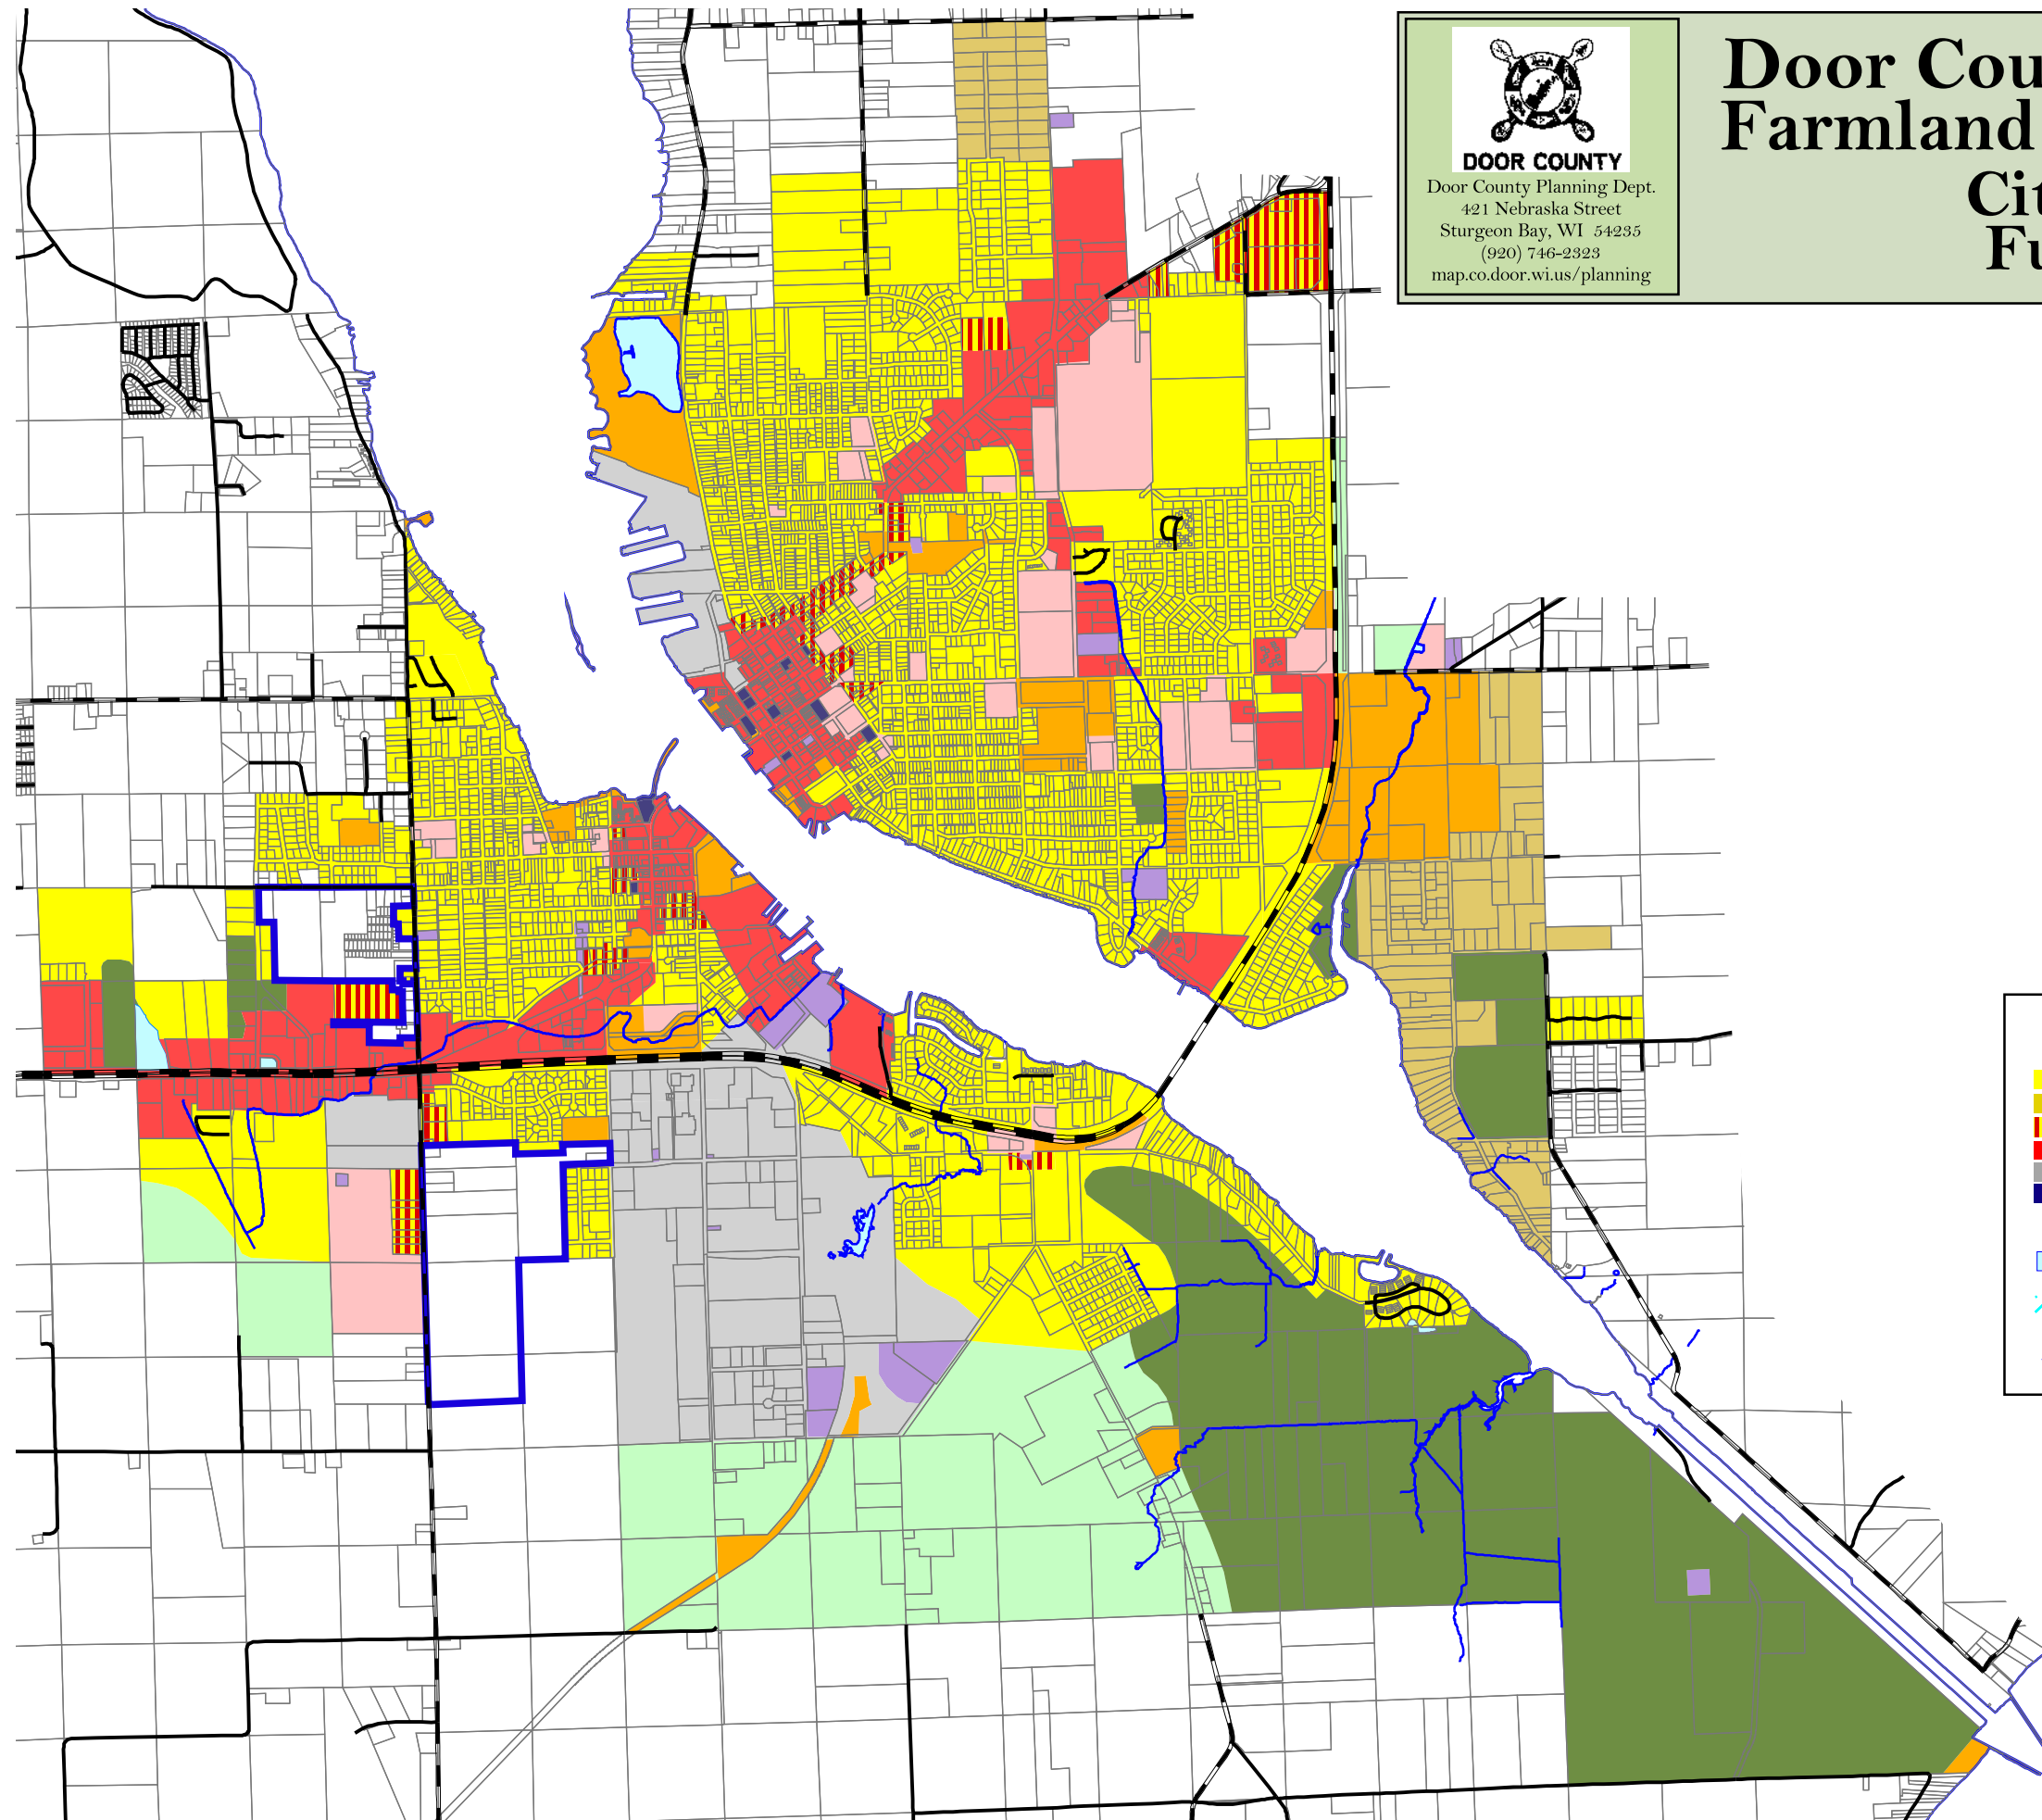 DOOR COUNTY
Door County Planning Dept.
421 Nebraska Street
Sturgeon Bay, WI 54235
(920) 746-2323
map.co.door.wi.us/planning
Door Cou
Farmland
Cit
Fu